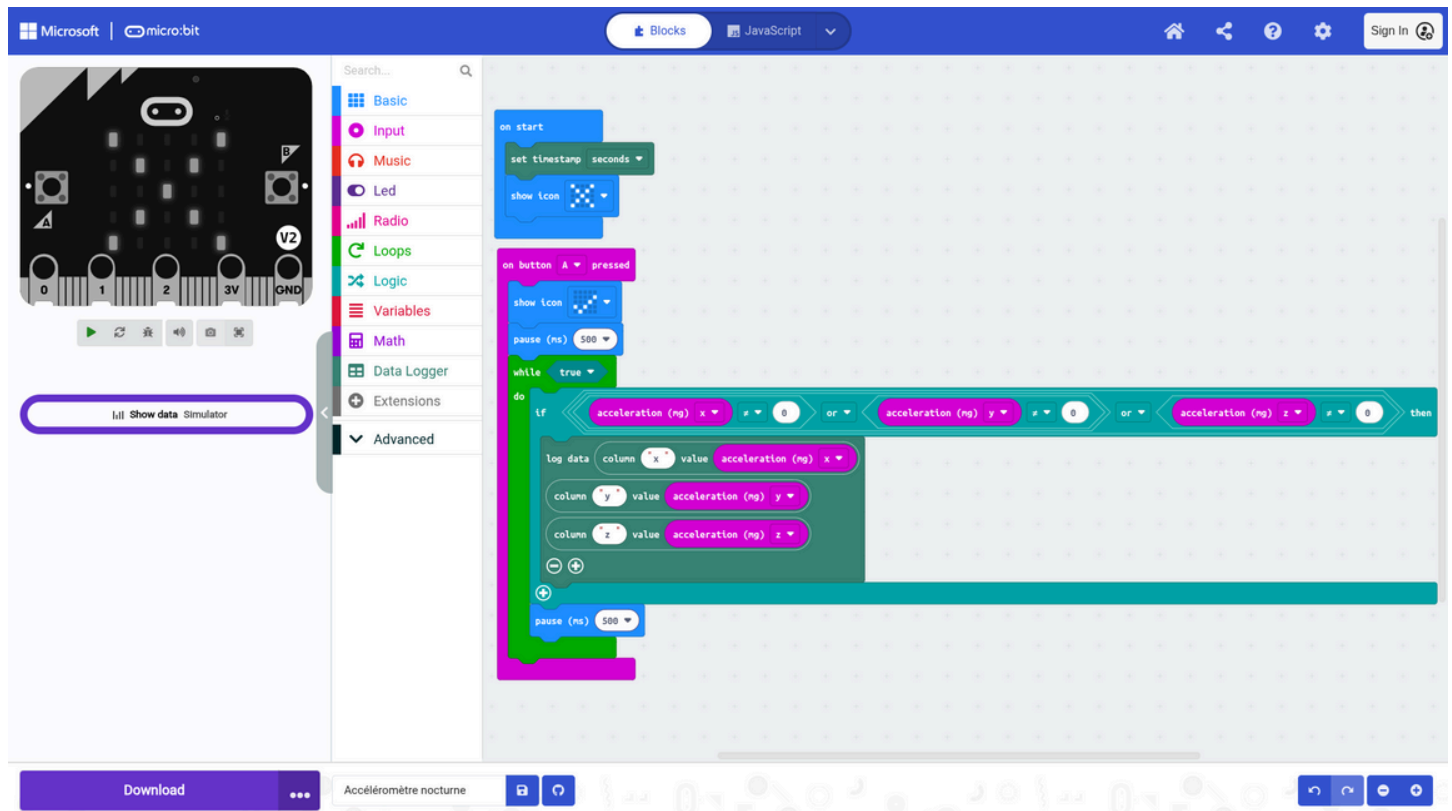 Microsoft micro:bit
Blocks
JavaScript
Sign In
B
A
V2
0 1 2 3V GND
Show data Simulator
Search...
Basic
Input
Music
Led
Radio
Loops
Logic
Variables
Math
Data Logger
Extensions
Advanced
on start
set timestamp seconds
show icon
on button A pressed
show icon
pause (ms) 500
while true
do
if acceleration (mg) x ≠ 0 or acceleration (mg) y ≠ 0 or acceleration (mg) z ≠ 0 then
log data column "x" value acceleration (mg) x
column "y" value acceleration (mg) y
column "z" value acceleration (mg) z
pause (ms) 500
Download
Accéléromètre nocturne